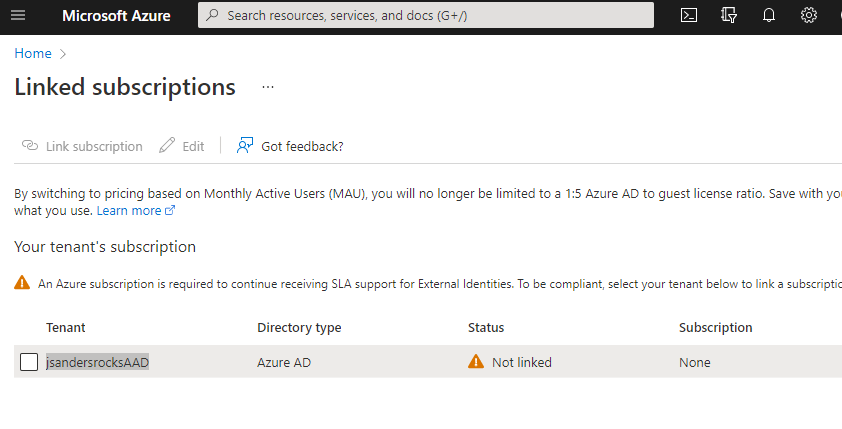 Microsoft Azure
Search resources, services, and docs (G+/)
Home >
Linked subscriptions ...
Link subscription Edit Got feedback?
By switching to pricing based on Monthly Active Users (MAU), you will no longer be limited to a 1:5 Azure AD to guest license ratio. Save with
what you use. Learn more
Your tenant's subscription
An Azure subscription is required to continue receiving SLA support for External Identities. To be compliant, select your tenant below to link a
Tenant Directory type Status Subscription
jsandersrocksAAD Azure AD Not linked None